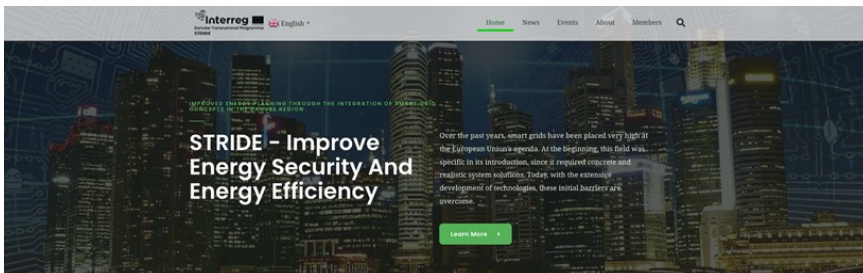 Interreg
Danube Transnational Programme
STRIDE
English
Home
News
Events
About
Members
IMPROVED ENERGY PLANNING THROUGH THE INTEGRATION OF SMART GRID
CONCEPTS IN THE DANUBE REGION
STRIDE - Improve
Energy Security And
Energy Efficiency
Over the past years, smart grids have been placed very high at
the European Union's agenda. At the beginning, this field was
specific in its introduction, since it required concrete and
realistic system solutions. Today, with the extensive
development of technologies, these initial barriers are
overcome.
Learn More